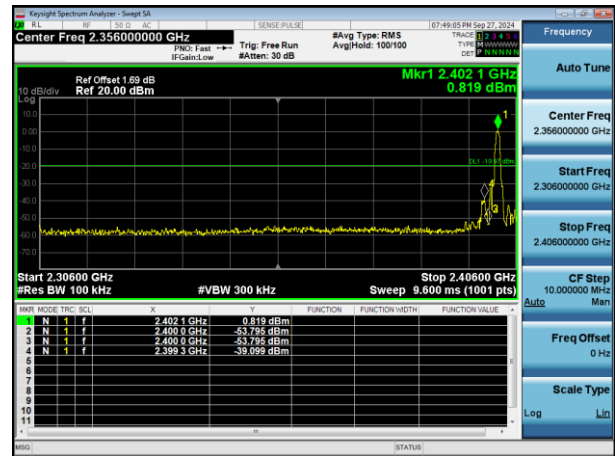 Keysight Spectrum Analyzer - Swept SA
RL RF 50 Ω AC SENSE:PULSE 07:49:05 PM Sep 27, 2024
Center Freq 2.356000000 GHz #Avg Type: RMS TRACE 1 2 3 4 5 6
PNO: Fast Trig: Free Run Avg|Hold: 100/100 TYPE M WWWWW
IFGain:Low #Atten: 30 dB DET P N N N N N
Mkr1 2.402 1 GHz
Ref Offset 1.69 dB
10 dB/div Ref 20.00 dBm 0.819 dBm
Log
10.0
0.00
-10.0
-20.0
-30.0
-40.0
-50.0
-60.0
-70.0
1
4
3
Start 2.30600 GHz Stop 2.40600 GHz
#Res BW 100 kHz #VBW 300 kHz Sweep 9.600 ms (1001 pts)
MKR MODE TRC SCL X Y FUNCTION FUNCTION WIDTH FUNCTION VALUE
1 N 1 f 2.402 1 GHz 0.819 dBm
2 N 1 f 2.400 0 GHz -53.795 dBm
3 N 1 f 2.400 0 GHz -53.795 dBm
4 N 1 f 2.399 3 GHz -39.099 dBm
5
6
7
8
9
10
11
MSG STATUS
Frequency
Auto Tune
Center Freq
2.356000000 GHz
Start Freq
2.306000000 GHz
Stop Freq
2.406000000 GHz
CF Step
10.000000 MHz
Auto Man
Freq Offset
0 Hz
Scale Type
Log Lin